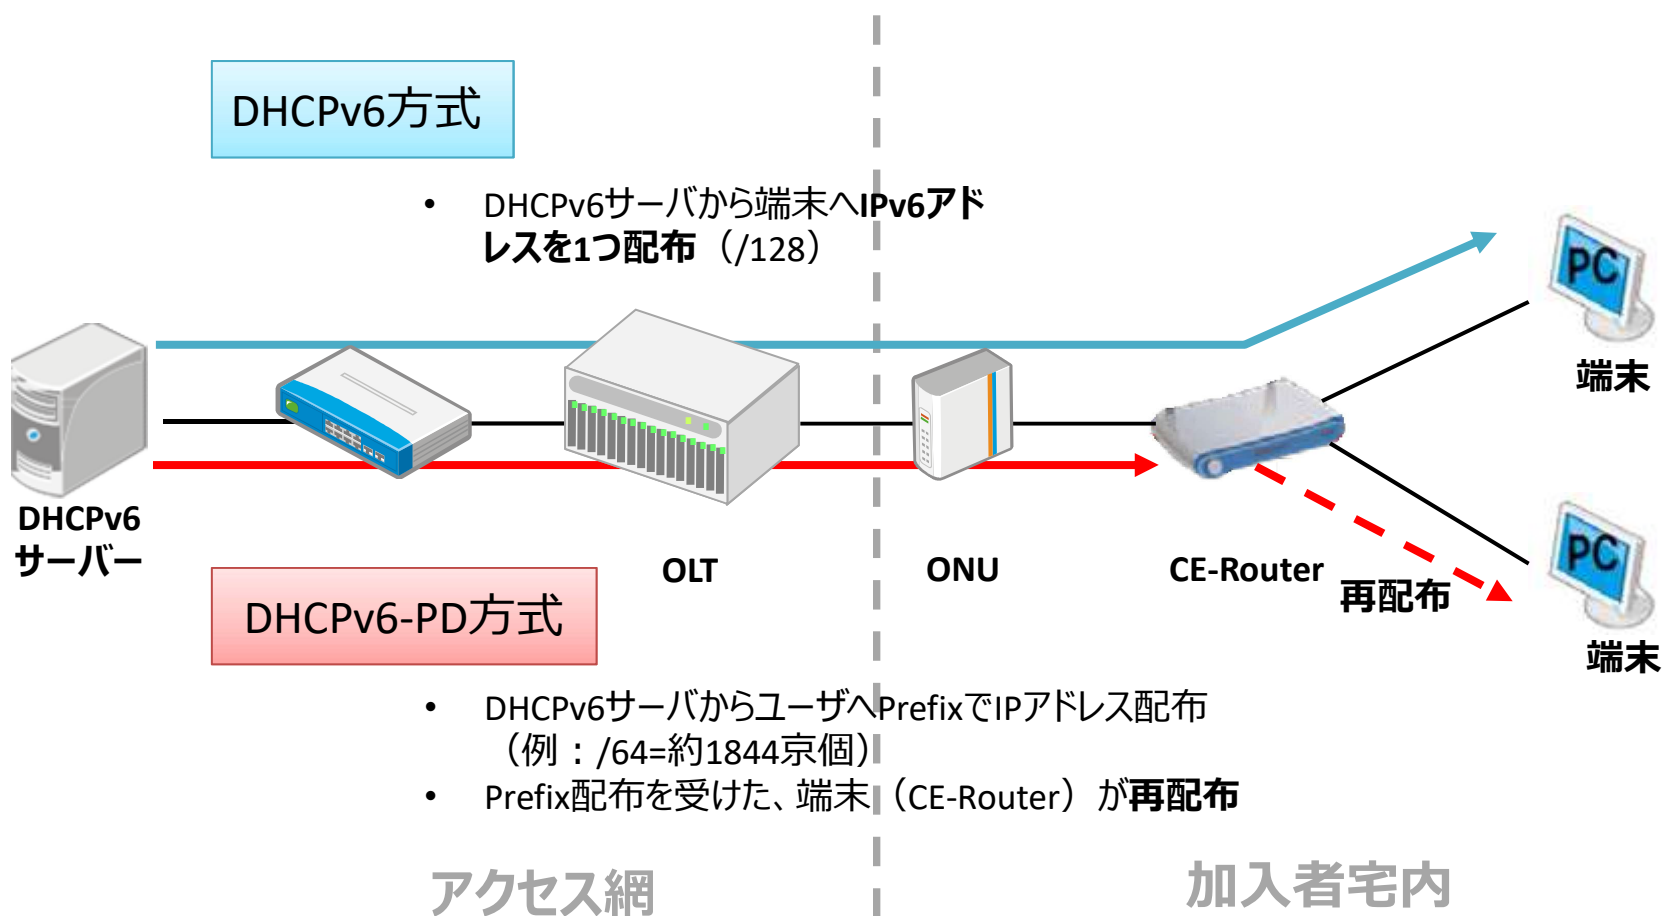 DHCPv6方式
• DHCPv6サーバから端末へIPv6アド
レスを1つ配布（/128）
PC
端末
DHCPv6
サーバー
OLT
ONU
CE-Router
再配布
PC
端末
DHCPv6-PD方式
• DHCPv6サーバからユーザへPrefixでIPアドレス配布
（例：/64=約1844京個）
• Prefix配布を受けた、端末（CE-Router）が再配布
アクセス網
加入者宅内